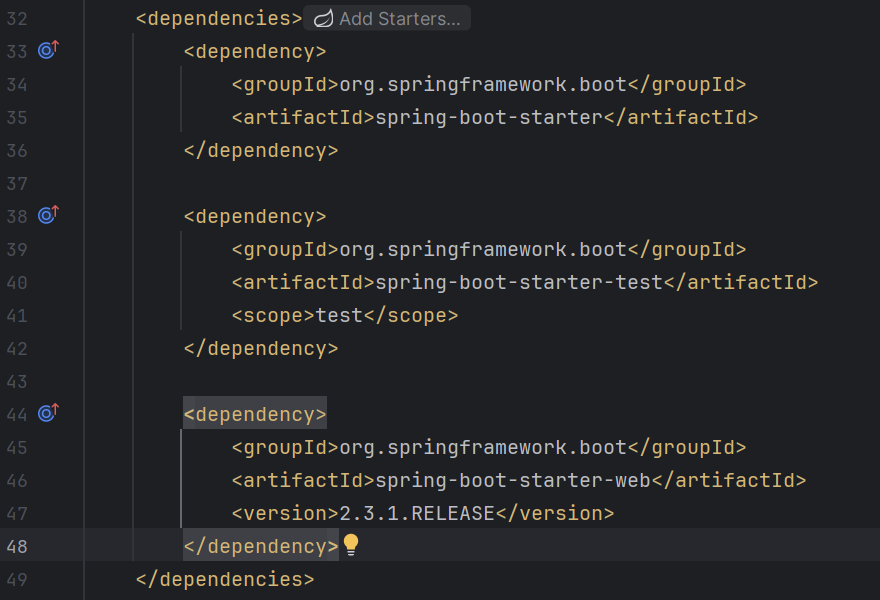 32 <dependencies> Add Starters...
33 <dependency>
34 <groupId>org.springframework.boot</groupId>
35 <artifactId>spring-boot-starter</artifactId>
36 </dependency>
37
38 <dependency>
39 <groupId>org.springframework.boot</groupId>
40 <artifactId>spring-boot-starter-test</artifactId>
41 <scope>test</scope>
42 </dependency>
43
44 <dependency>
45 <groupId>org.springframework.boot</groupId>
46 <artifactId>spring-boot-starter-web</artifactId>
47 <version>2.3.1.RELEASE</version>
48 </dependency>
49 </dependencies>